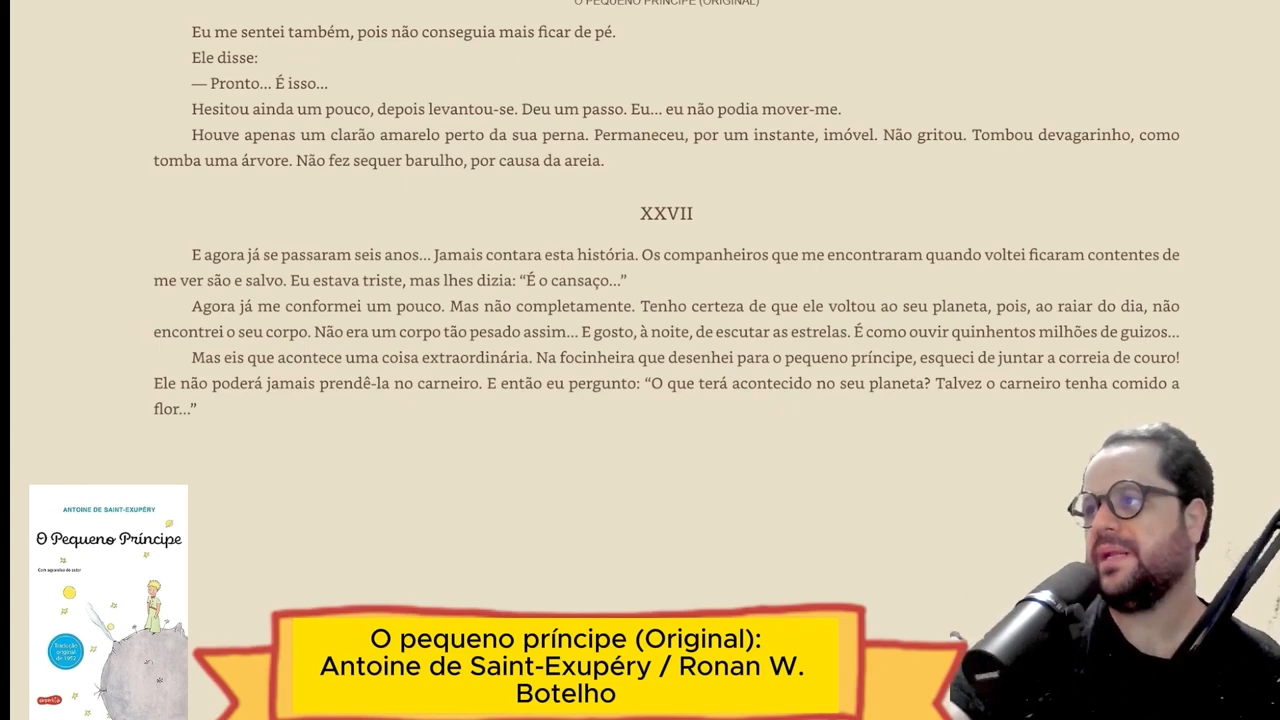 O PEQUENO PRÍNCIPE (ORIGINAL)
Eu me sentei também, pois não conseguia mais ficar de pé.
Ele disse:
— Pronto... É isso...
Hesitou ainda um pouco, depois levantou-se. Deu um passo. Eu... eu não podia mover-me.
Houve apenas um clarão amarelo perto da sua perna. Permaneceu, por um instante, imóvel. Não gritou. Tombou devagarinho, como
tomba uma árvore. Não fez sequer barulho, por causa da areia.
XXVII
E agora já se passaram seis anos... Jamais contara esta história. Os companheiros que me encontraram quando voltei ficaram contentes de
me ver são e salvo. Eu estava triste, mas lhes dizia: “É o cansaço...”
Agora já me conformei um pouco. Mas não completamente. Tenho certeza de que ele voltou ao seu planeta, pois, ao raiar do dia, não
encontrei o seu corpo. Não era um corpo tão pesado assim... E gosto, à noite, de escutar as estrelas. É como ouvir quinhentos milhões de guizos...
Mas eis que acontece uma coisa extraordinária. Na focinheira que desenhei para o pequeno príncipe, esqueci de juntar a correia de couro!
Ele não poderá jamais prendê-la no carneiro. E então eu pergunto: “O que terá acontecido no seu planeta? Talvez o carneiro tenha comido a
flor...”
ANTOINE DE SAINT-EXUPÉRY
O Pequeno Príncipe
Com aquarelas do autor
Tradução
original
de 1952
O pequeno príncipe (Original):
Antoine de Saint-Exupéry / Ronan W.
Botelho